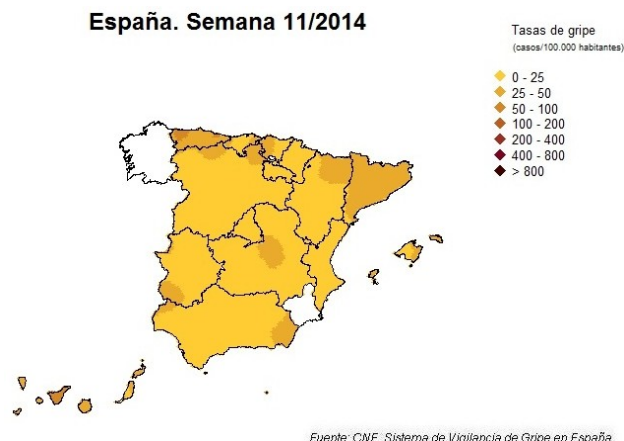 España. Semana 11/2014
Tasas de gripe
(casos/100.000 habitantes)
0 - 25
25 - 50
50 - 100
100 - 200
200 - 400
400 - 800
> 800
Fuente: CNE. Sistema de Vigilancia de Gripe en España